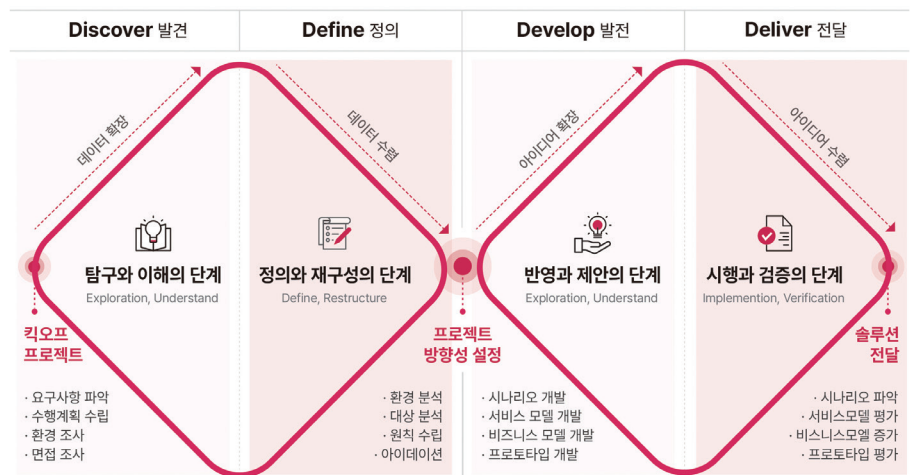 Discover 발견
Define 정의
Develop 발전
Deliver 전달
데이터 확장
데이터 수렴
아이디어 확장
아이디어 수렴
탐구와 이해의 단계
Exploration, Understand
정의와 재구성의 단계
Define, Restructure
반영과 제안의 단계
Exploration, Understand
시행과 검증의 단계
Implemention, Verification
킥오프
프로젝트
프로젝트
방향성 설정
솔루션
전달
· 요구사항 파악
· 수행계획 수립
· 환경 조사
· 면접 조사
· 환경 분석
· 대상 분석
· 원칙 수립
· 아이데이션
· 시나리오 개발
· 서비스 모델 개발
· 비즈니스 모델 개발
· 프로토타입 개발
· 시나리오 파악
· 서비스모델 평가
· 비스니스모엘 증가
· 프로토타입 평가